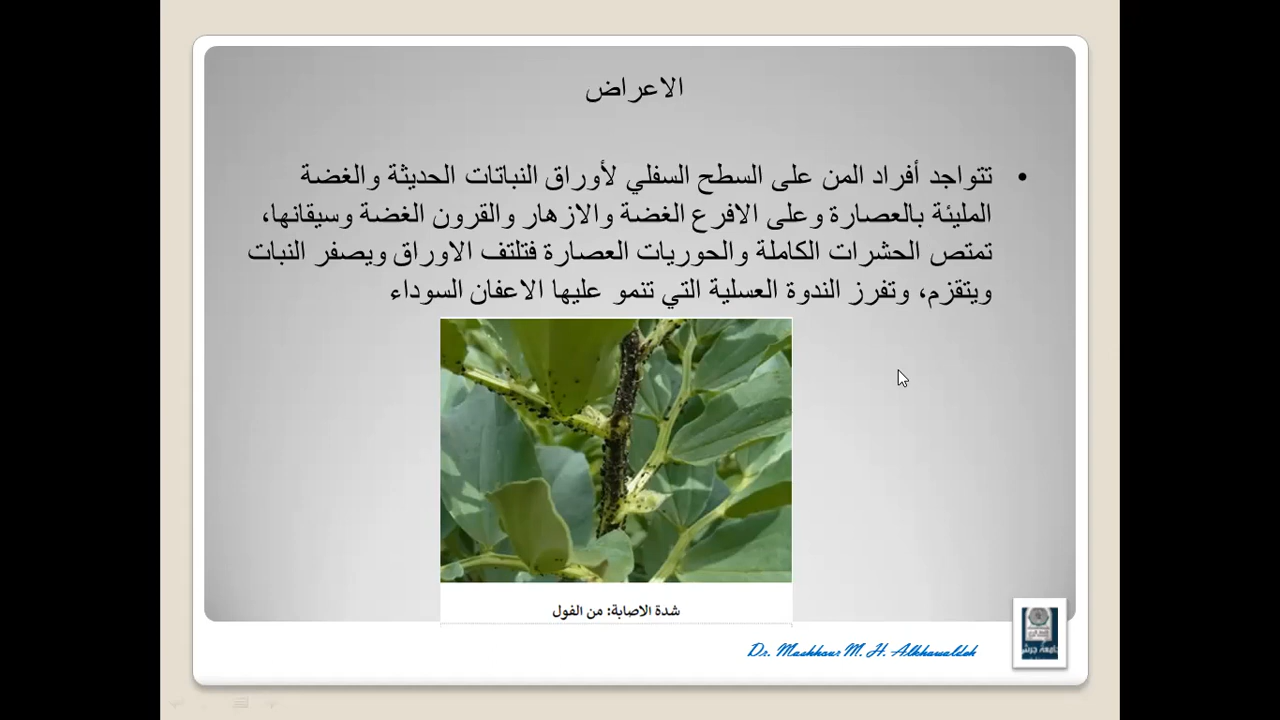 الاعراض
• تتواجد أفراد المن على السطح السفلي لأوراق النباتات الحديثة والغضة
المليئة بالعصارة وعلى الافرع الغضة والازهار والقرون الغضة وسيقانها،
تمتص الحشرات الكاملة والحوريات العصارة فتلتف الاوراق ويصفر النبات
ويتقزم، وتفرز الندوة العسلية التي تنمو عليها الاعفان السوداء
شدة الاصابة: من الفول
Dr. Mashhour M. H. Alkhawaldeh
جامعة جرش